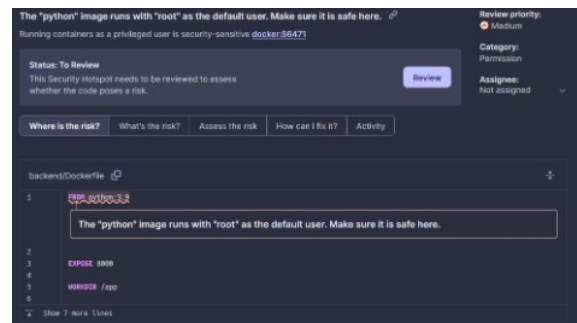 The "python" image runs with "root" as the default user. Make sure it is safe here.
Running containers as a privileged user is security-sensitive docker:S6471
Review priority:
Medium
Category:
Permission
Assignee:
Not assigned
Status: To Review
This Security Hotspot needs to be reviewed to assess
whether the code poses a risk.
Review
Where is the risk? What's the risk? Assess the risk How can I fix it? Activity
backend/Dockerfile
1 FROM python:3.9
The "python" image runs with "root" as the default user. Make sure it is safe here.
2
3 EXPOSE 8000
4
5 WORKDIR /app
6
Show 7 more lines